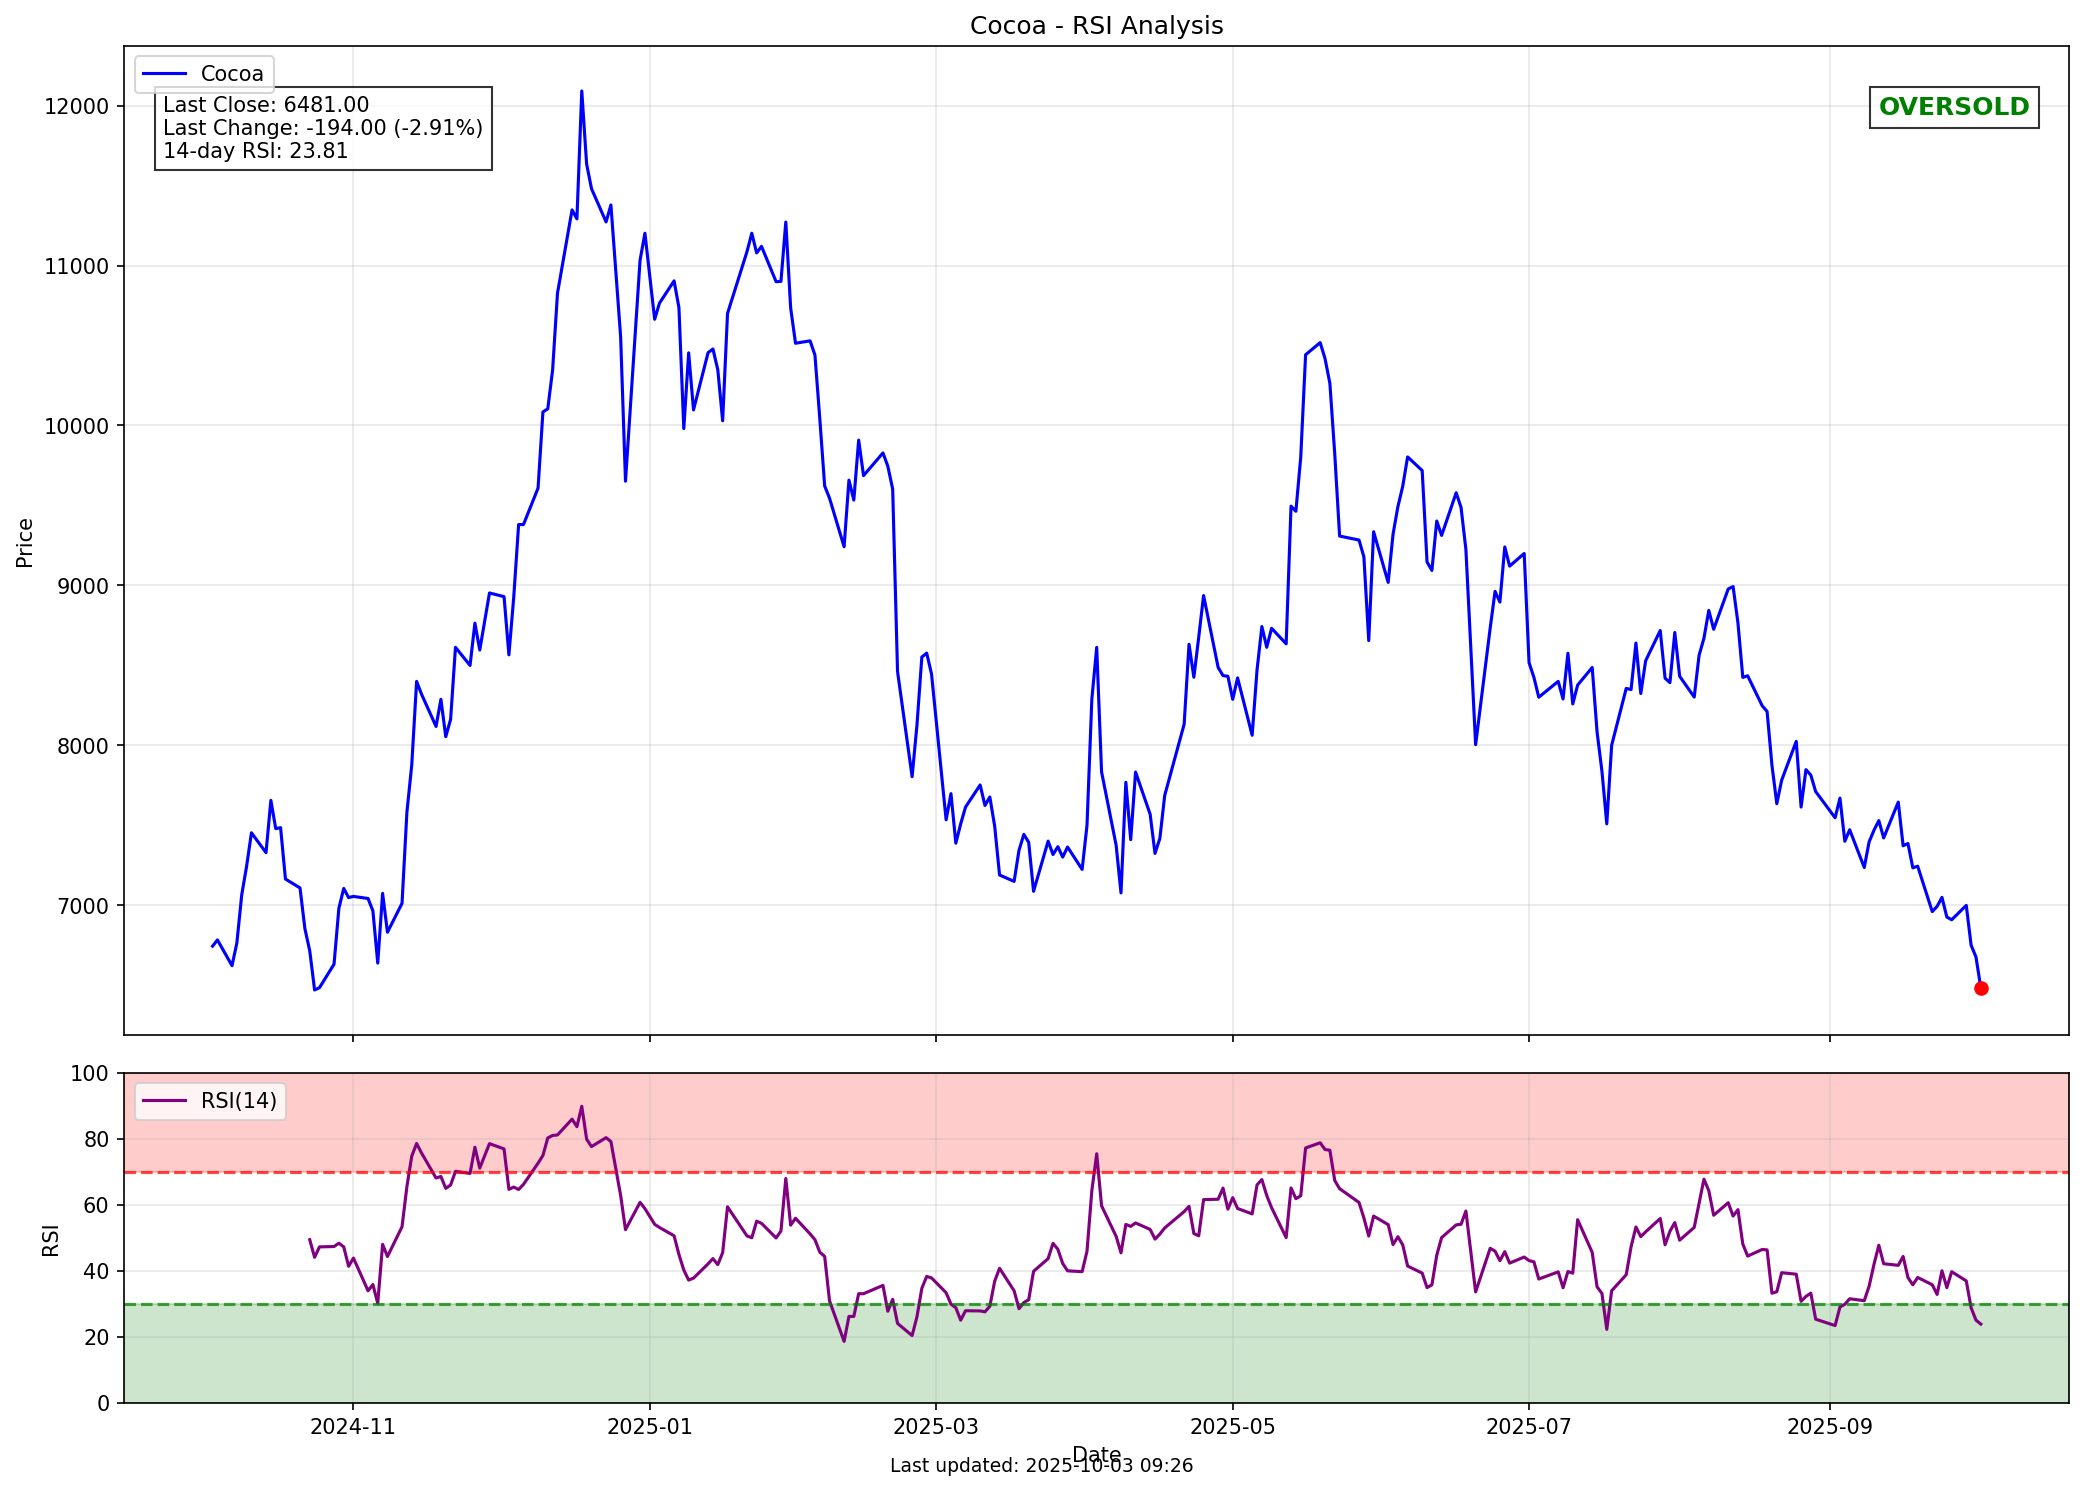 Cocoa - RSI Analysis
Cocoa
Last Close: 6481.00
Last Change: -194.00 (-2.91%)
14-day RSI: 23.81
OVERSOLD
12000
11000
10000
9000
8000
7000
Price
RSI(14)
100
80
60
40
20
0
RSI
2024-11
2025-01
2025-03
2025-05
2025-07
2025-09
Date
Last updated: 2025-10-03 09:26